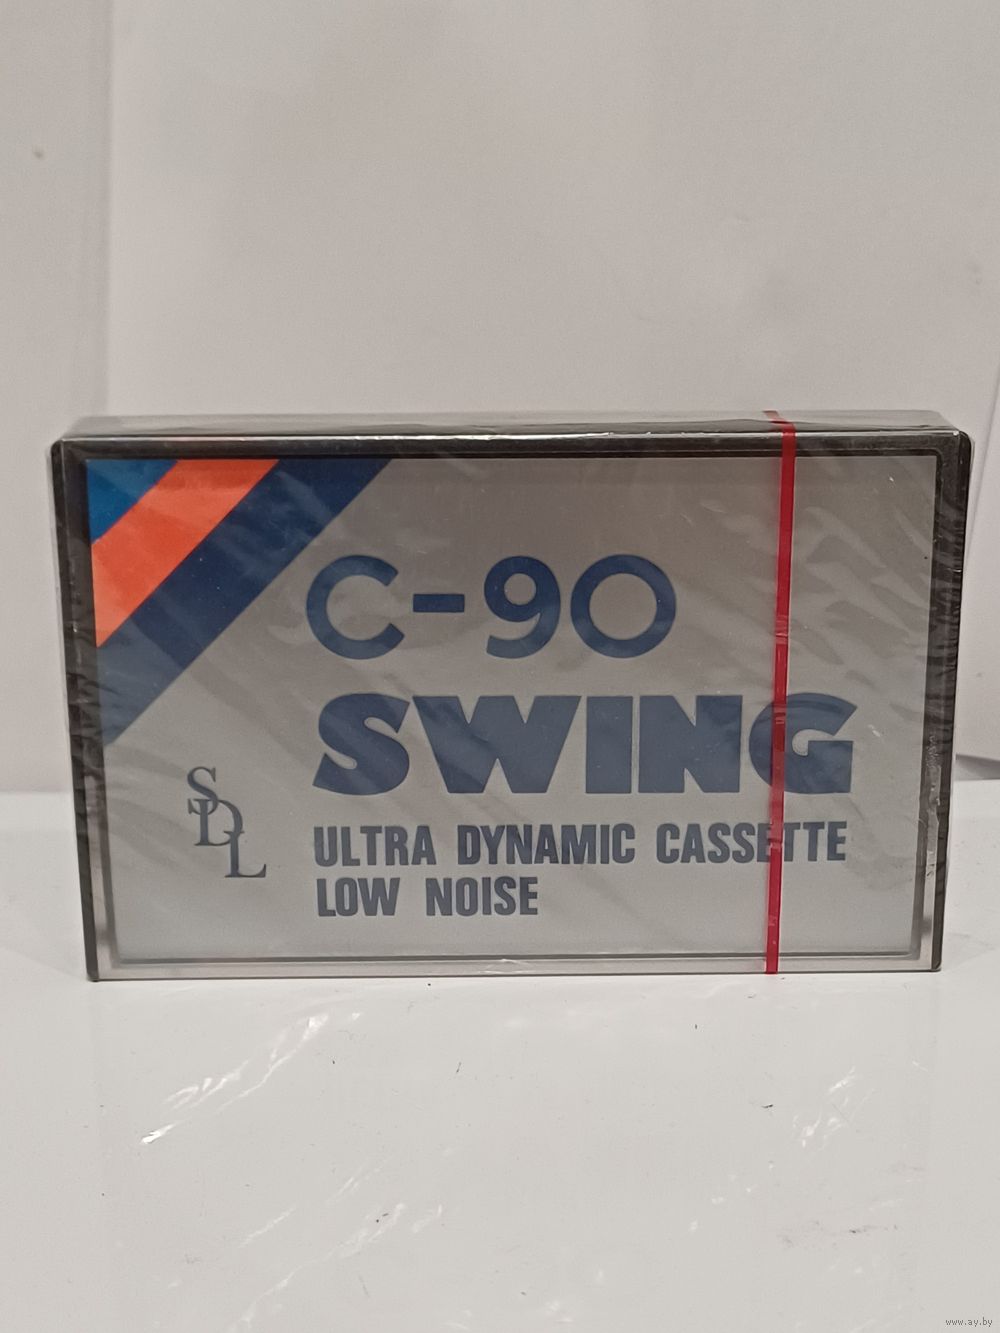 C-90
SWING
SDL
ULTRA DYNAMIC CASSETTE
LOW NOISE
www.ay.by